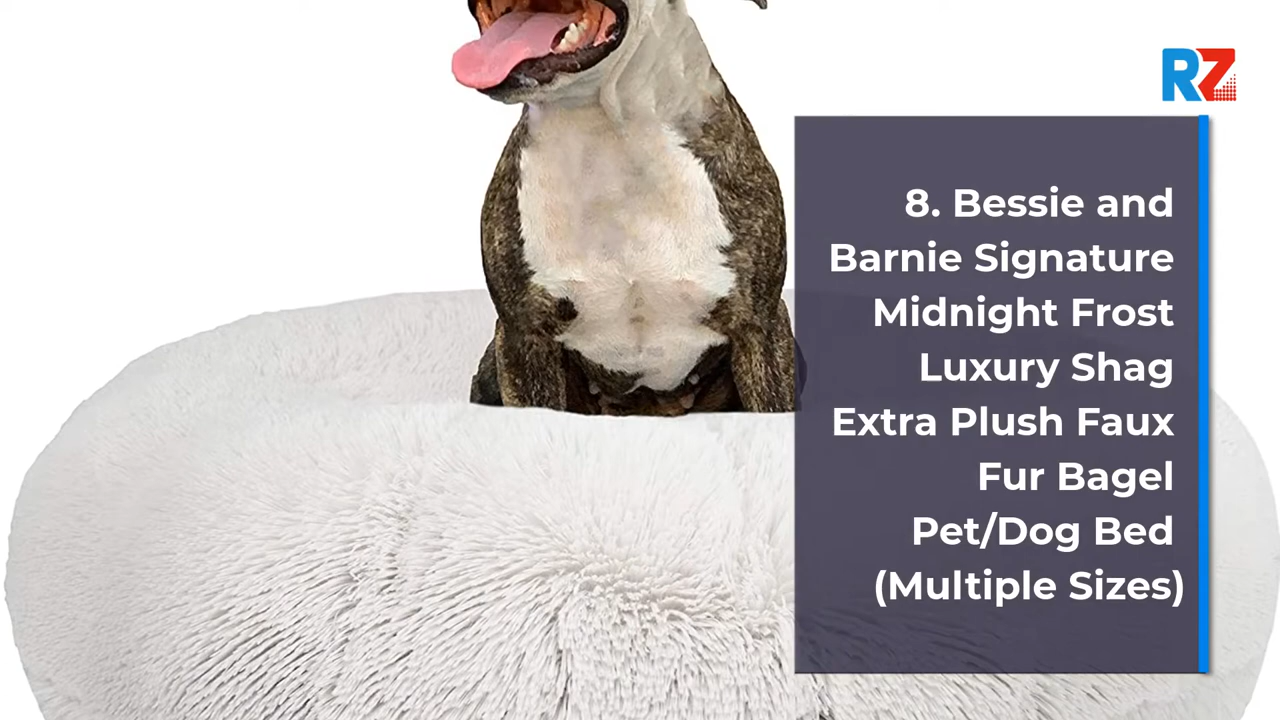 RZ
8. Bessie and
Barnie Signature
Midnight Frost
Luxury Shag
Extra Plush Faux
Fur Bagel
Pet/Dog Bed
(Multiple Sizes)